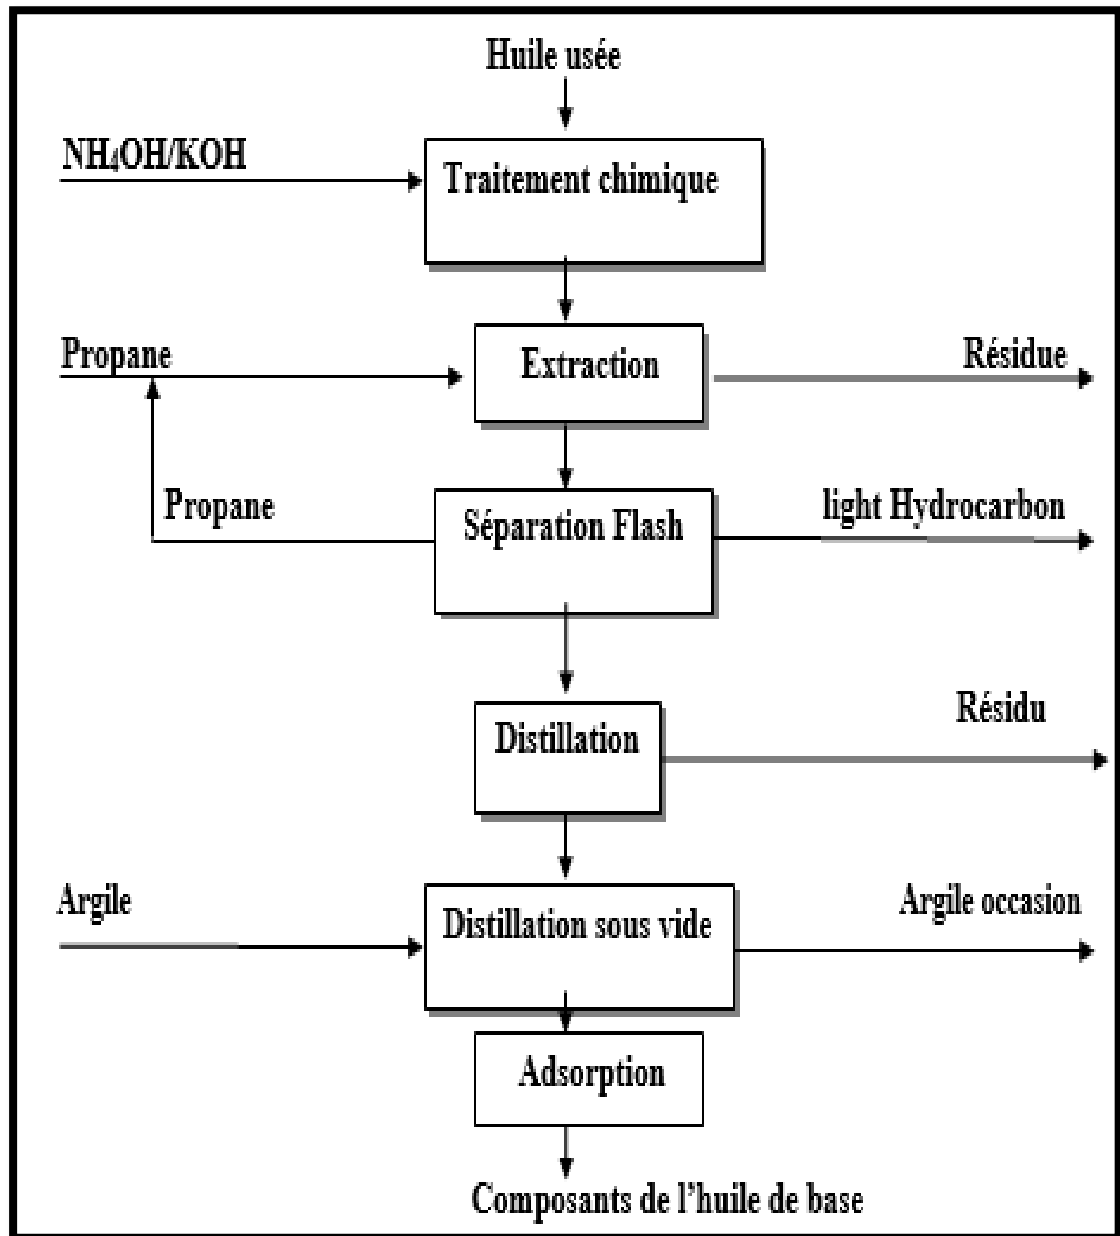 Huile usée
NH₄OH/KOH
Traitement chimique
Propane
Extraction
Résidue
Propane
Séparation Flash
light Hydrocarbon
Distillation
Résidu
Argile
Distillation sous vide
Argile occasion
Adsorption
Composants de l’huile de base